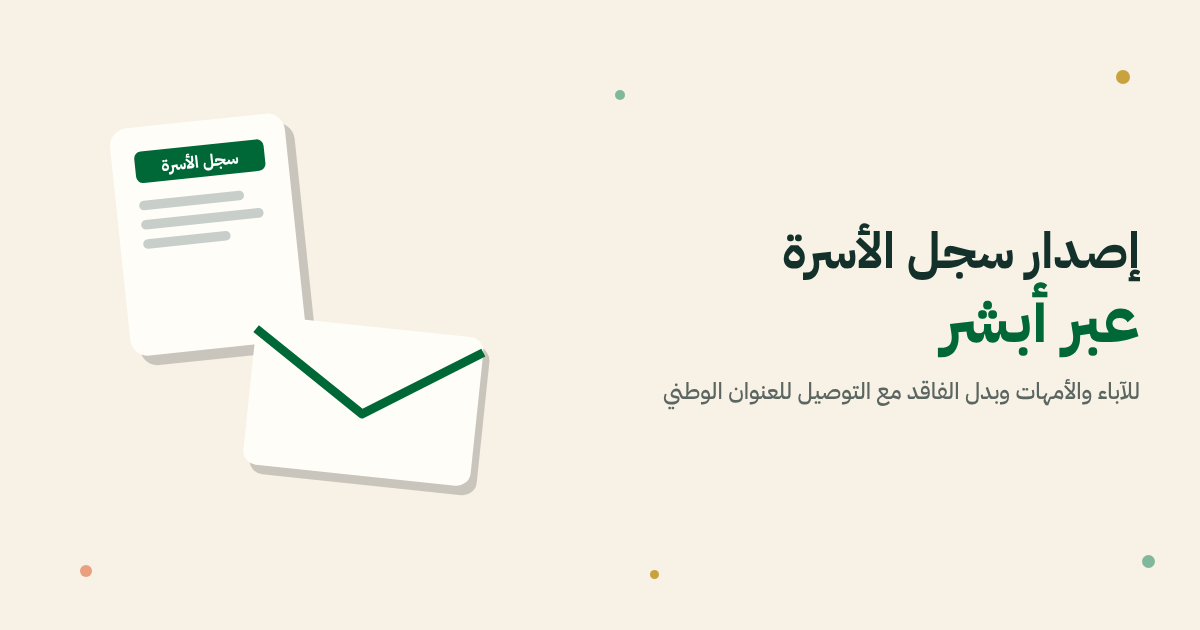 إصدار سجل الأسرة
عبر أبشر
للآباء والأمهات وبدل الفاقد مع التوصيل للعنوان الوطني
سجل الأسرة